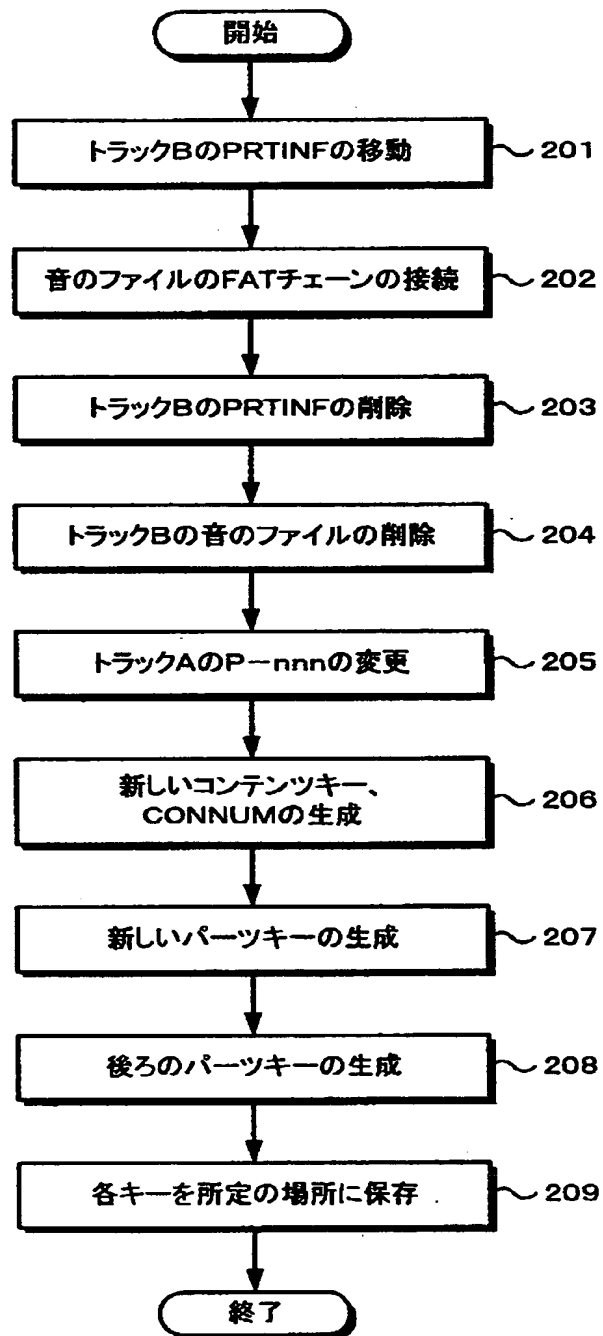 開始
トラックBのPRTINFの移動 201
音のファイルのFATチェーンの接続 202
トラックBのPRTINFの削除 203
トラックBの音のファイルの削除 204
トラックAのP－nnnの変更 205
新しいコンテンツキー、
CONNUMの生成 206
新しいパーツキーの生成 207
後ろのパーツキーの生成 208
各キーを所定の場所に保存 209
終了